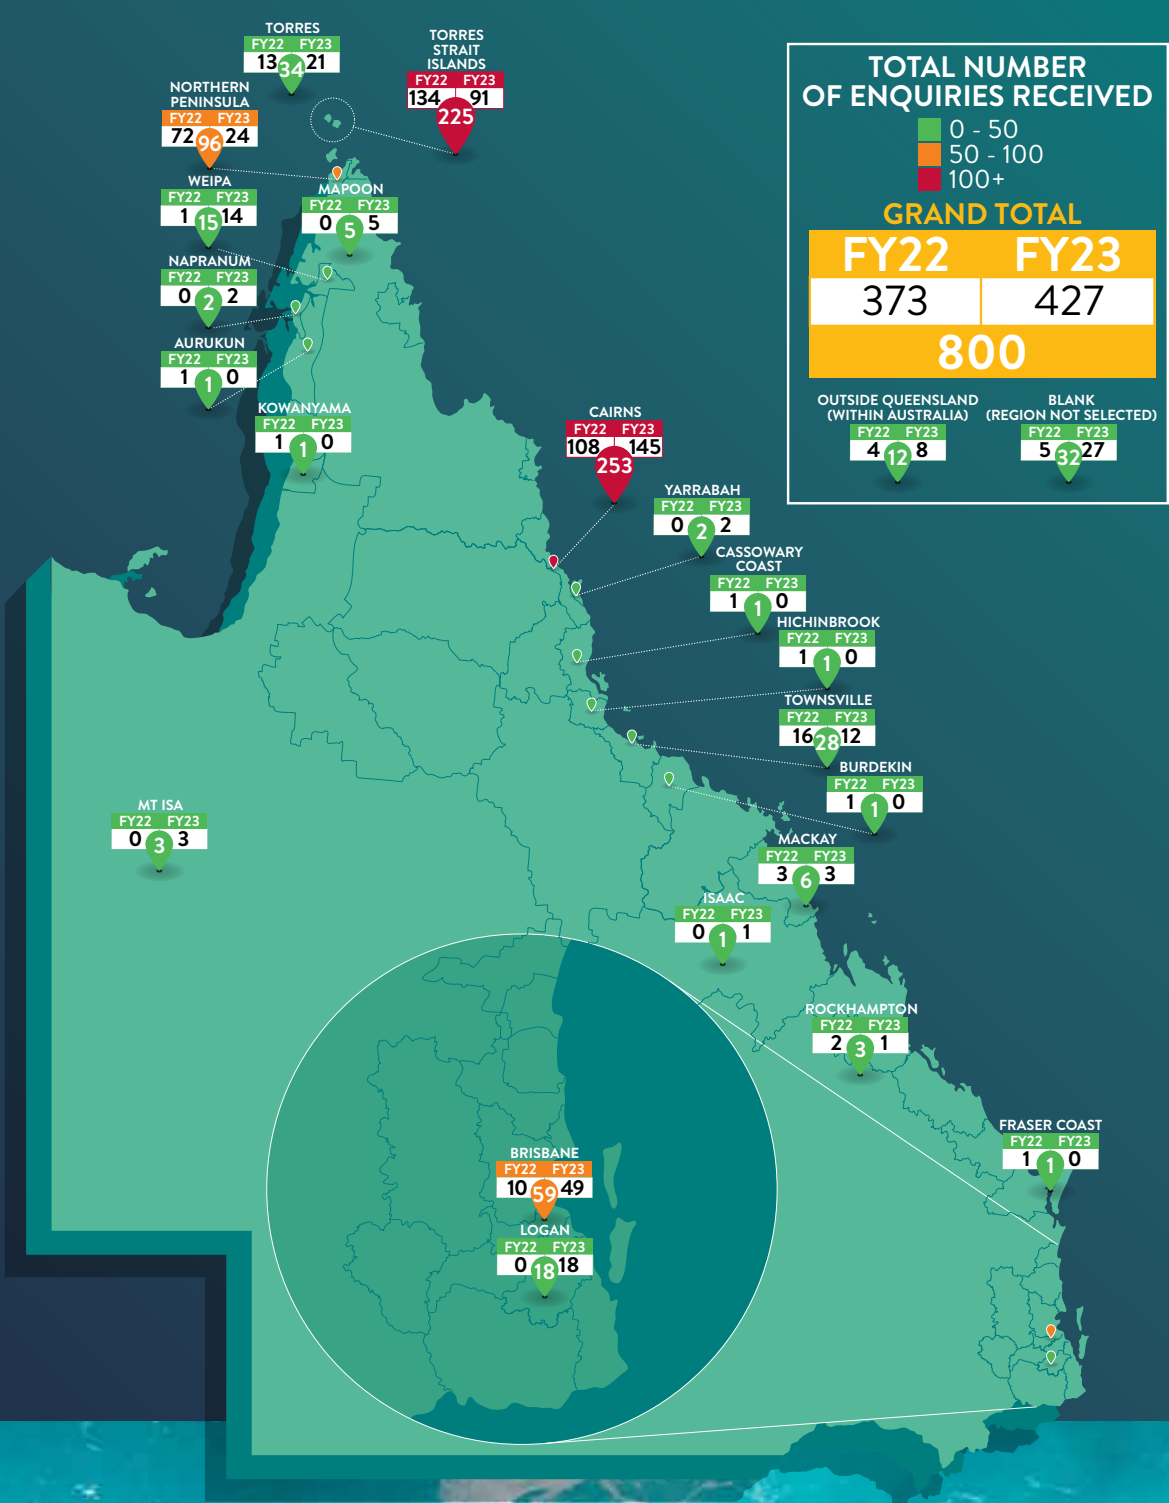 TORRES
FY22 FY23
13 34 21
TORRES
STRAIT
ISLANDS
FY22 FY23
134 91
225
NORTHERN
PENINSULA
FY22 FY23
72 96 24
WEIPA
FY22 FY23
1 15 14
MAPOON
FY22 FY23
0 5 5
NAPRANUM
FY22 FY23
0 2 2
AURUKUN
FY22 FY23
1 1 0
KOWANYAMA
FY22 FY23
1 1 0
TOTAL NUMBER
OF ENQUIRIES RECEIVED
0 - 50
50 - 100
100+
GRAND TOTAL
FY22 FY23
373 427
800
OUTSIDE QUEENSLAND
(WITHIN AUSTRALIA)
FY22 FY23
4 12 8
BLANK
(REGION NOT SELECTED)
FY22 FY23
5 32 27
CAIRNS
FY22 FY23
108 145
253
YARRABAH
FY22 FY23
0 2 2
CASSOWARY
COAST
FY22 FY23
1 1 0
HICHINBROOK
FY22 FY23
1 1 0
TOWNSVILLE
FY22 FY23
16 28 12
BURDEKIN
FY22 FY23
1 1 0
MT ISA
FY22 FY23
0 3 3
MACKAY
FY22 FY23
3 6 3
ISAAC
FY22 FY23
0 1 1
ROCKHAMPTON
FY22 FY23
2 3 1
FRASER COAST
FY22 FY23
1 1 0
BRISBANE
FY22 FY23
10 59 49
LOGAN
FY22 FY23
0 18 18